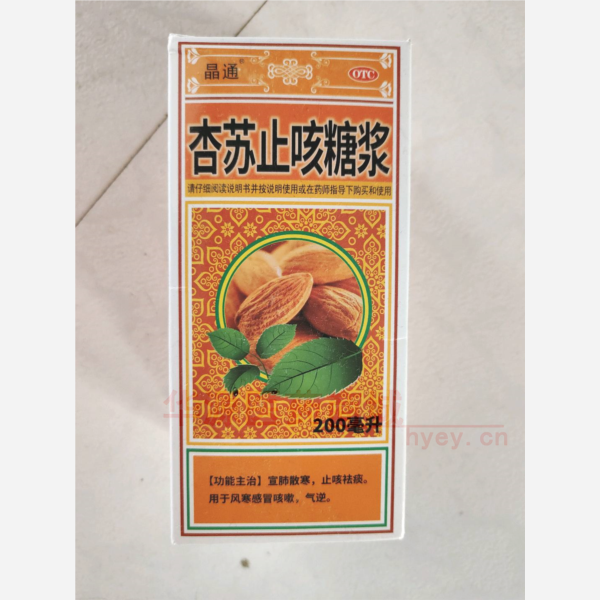 晶通®
OTC
杏苏止咳糖浆
请仔细阅读说明书并按说明使用或在药师指导下购买和使用
200毫升
hyey.cn
【功能主治】宣肺散寒，止咳祛痰。
用于风寒感冒咳嗽，气逆。